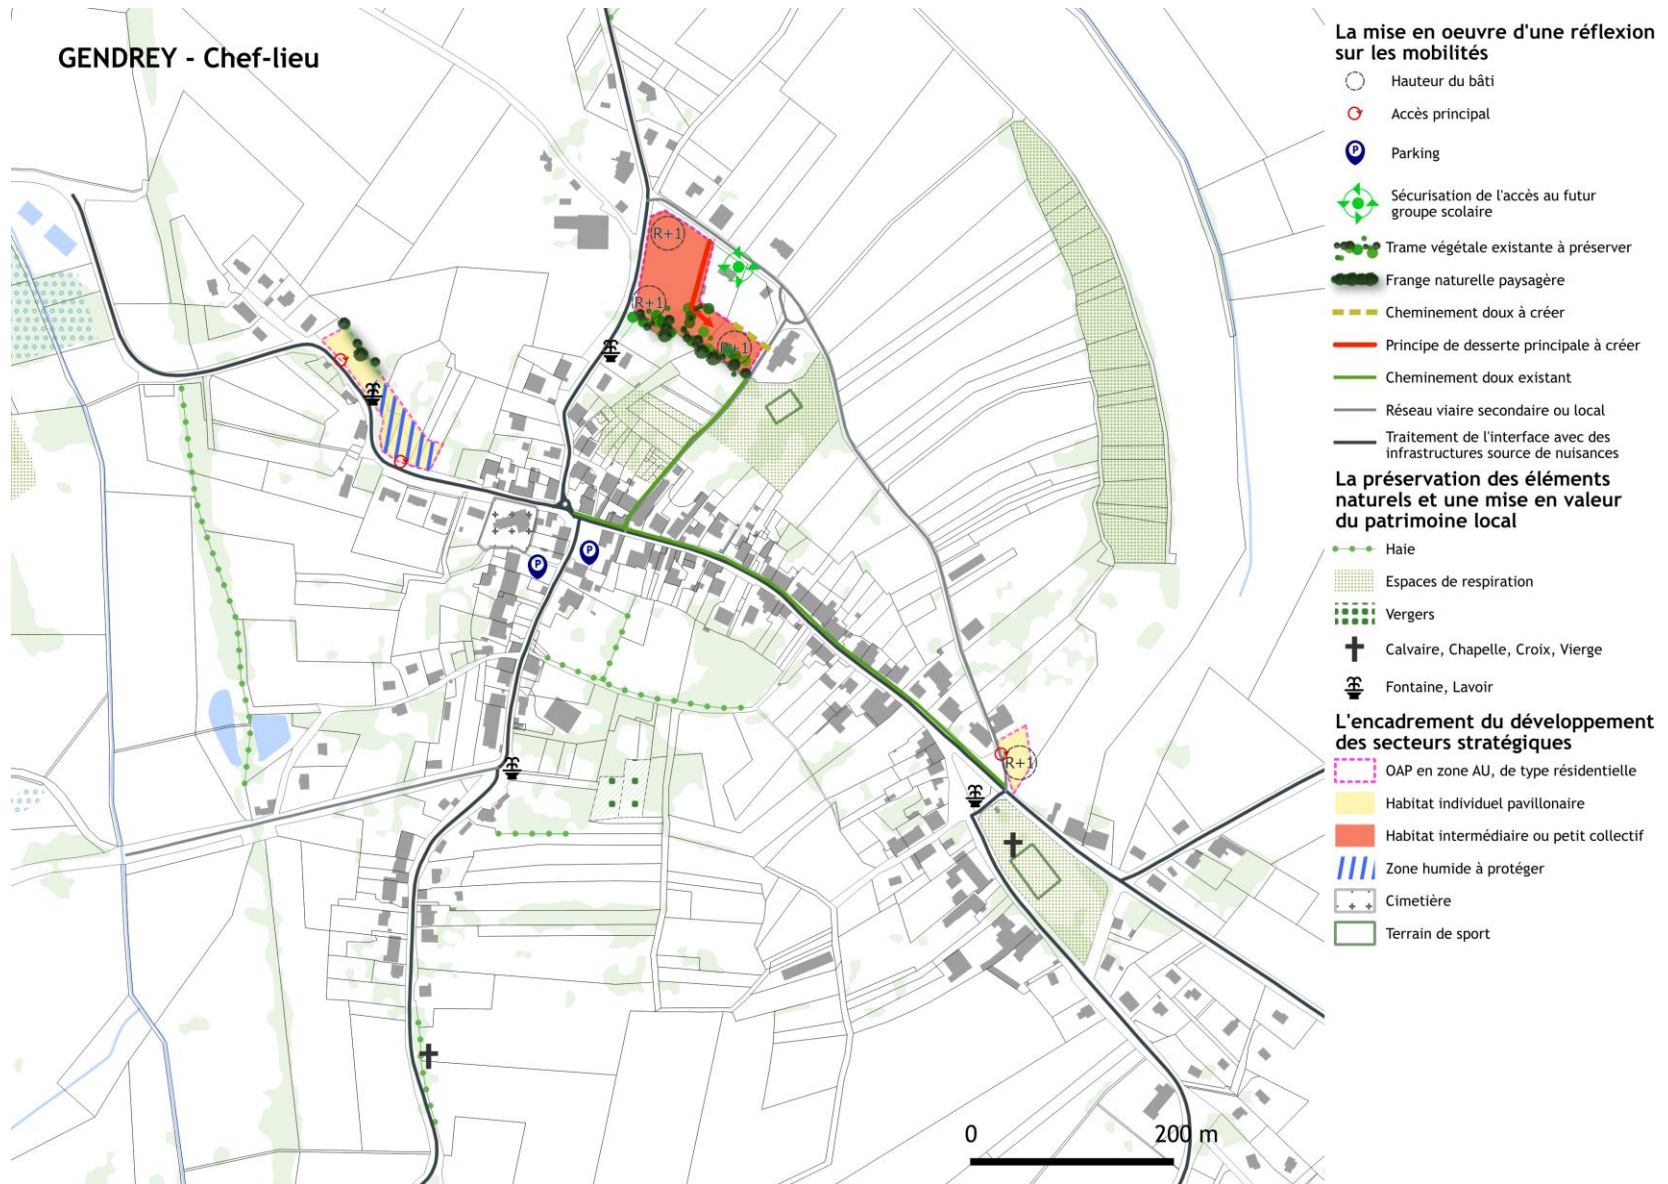 GENDREY - Chef-lieu
R+1
R+1
R+1
P
P
R+1
0
200 m
La mise en oeuvre d'une réflexion
sur les mobilités
Hauteur du bâti
Accès principal
P
Parking
Sécurisation de l'accès au futur
groupe scolaire
Trame végétale existante à préserver
Frange naturelle paysagère
Cheminement doux à créer
Principe de desserte principale à créer
Cheminement doux existant
Réseau viaire secondaire ou local
Traitement de l'interface avec des
infrastructures source de nuisances
La préservation des éléments
naturels et une mise en valeur
du patrimoine local
Haie
Espaces de respiration
Vergers
Calvaire, Chapelle, Croix, Vierge
Fontaine, Lavoir
L'encadrement du développement
des secteurs stratégiques
OAP en zone AU, de type résidentielle
Habitat individuel pavillonaire
Habitat intermédiaire ou petit collectif
Zone humide à protéger
Cimetière
Terrain de sport